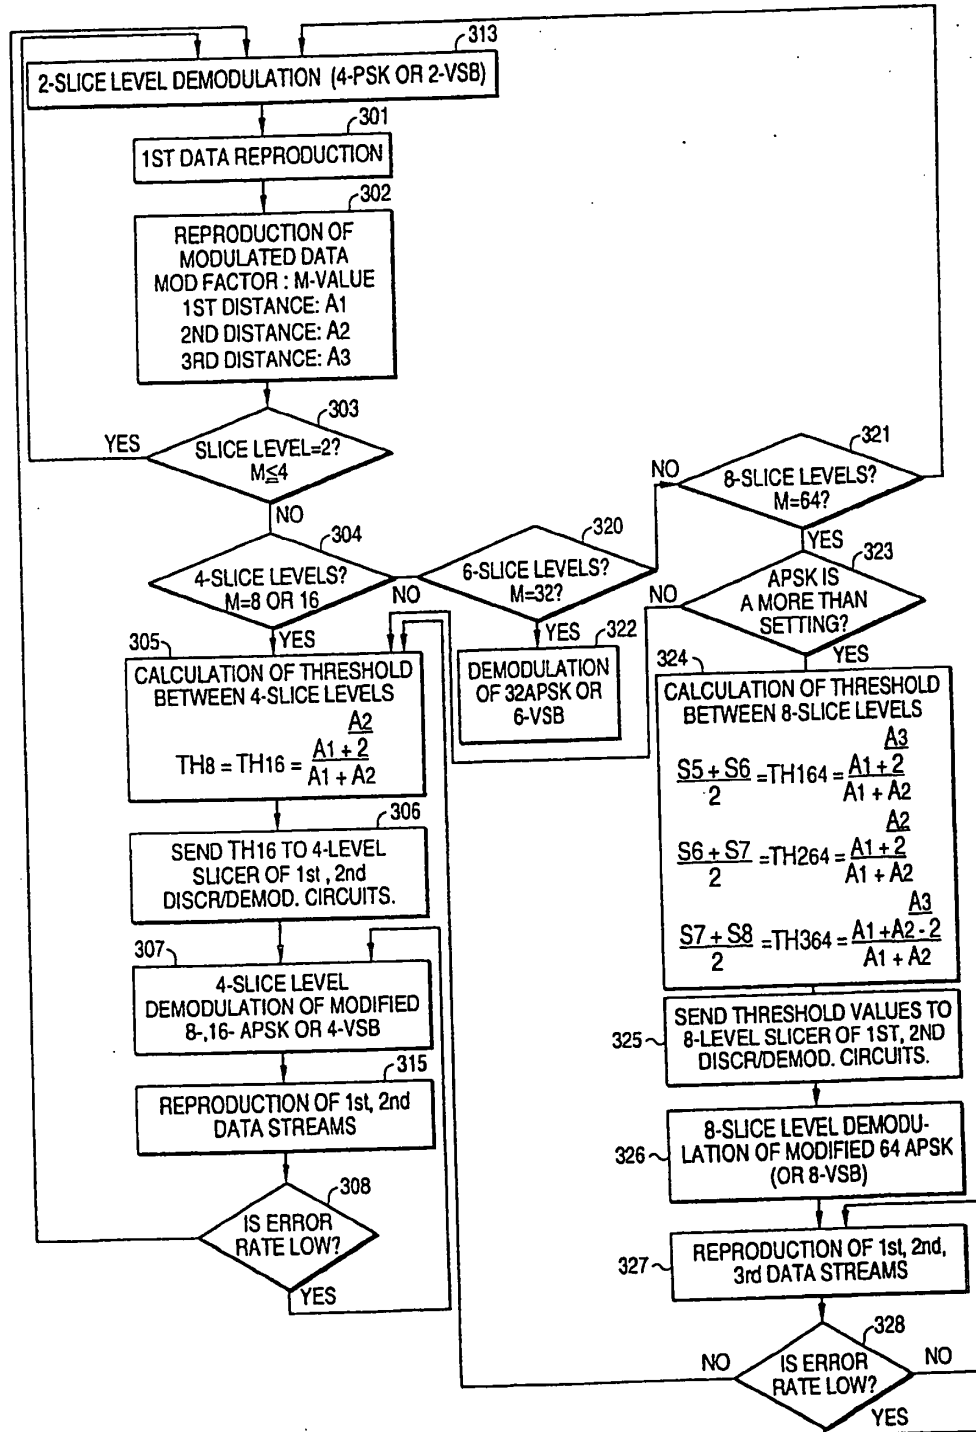 313
2-SLICE LEVEL DEMODULATION (4-PSK OR 2-VSB)
301
1ST DATA REPRODUCTION
302
REPRODUCTION OF
MODULATED DATA
MOD FACTOR : M-VALUE
1ST DISTANCE: A1
2ND DISTANCE: A2
3RD DISTANCE: A3
303
YES
SLICE LEVEL=2?
M≦4
NO
304
4-SLICE LEVELS?
M=8 OR 16
NO
YES
320
6-SLICE LEVELS?
M=32?
NO
YES
321
8-SLICE LEVELS?
M=64?
YES
322
DEMODULATION
OF 32APSK OR
6-VSB
323
NO
APSK IS
A MORE THAN
SETTING?
YES
305
CALCULATION OF THRESHOLD
BETWEEN 4-SLICE LEVELS
A2
A1 + 2
TH8 = TH16 =
A1 + A2
306
SEND TH16 TO 4-LEVEL
SLICER OF 1st , 2nd
DISCR/DEMOD. CIRCUITS.
307
4-SLICE LEVEL
DEMODULATION OF MODIFIED
8-,16- APSK OR 4-VSB
315
REPRODUCTION OF 1st, 2nd
DATA STREAMS
308
IS ERROR
RATE LOW?
YES
324
CALCULATION OF THRESHOLD
BETWEEN 8-SLICE LEVELS
A3
S5 + S6 A1 + 2
=TH164=
2 A1 + A2
A2
S6 + S7 A1 + 2
=TH264=
2 A1 + A2
A3
S7 + S8 A1 +A2 - 2
=TH364=
2 A1 + A2
325
SEND THRESHOLD VALUES TO
8-LEVEL SLICER OF 1ST, 2ND
DISCR/DEMOD. CIRCUITS.
326
8-SLICE LEVEL DEMODU-
LATION OF MODIFIED 64 APSK
(OR 8-VSB)
327
REPRODUCTION OF 1st, 2nd,
3rd DATA STREAMS
328
NO
IS ERROR
RATE LOW?
NO
YES